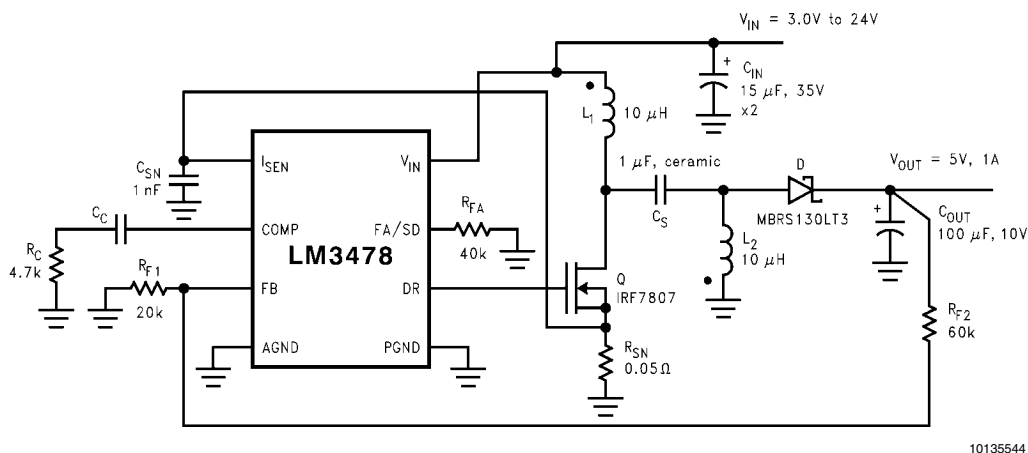 V_IN = 3.0V to 24V
C_IN
15 μF, 35V
x2
L_1
10 μH
C_SN
1 nF
I_SEN
V_IN
1 μF, ceramic
C_S
D
MBRS130LT3
V_OUT = 5V, 1A
C_OUT
100 μF, 10V
C_C
COMP
FA/SD
R_FA
40k
L_2
10 μH
R_C
4.7k
LM3478
R_F1
20k
FB
DR
Q
IRF7807
R_F2
60k
AGND
PGND
R_SN
0.05Ω
10135544